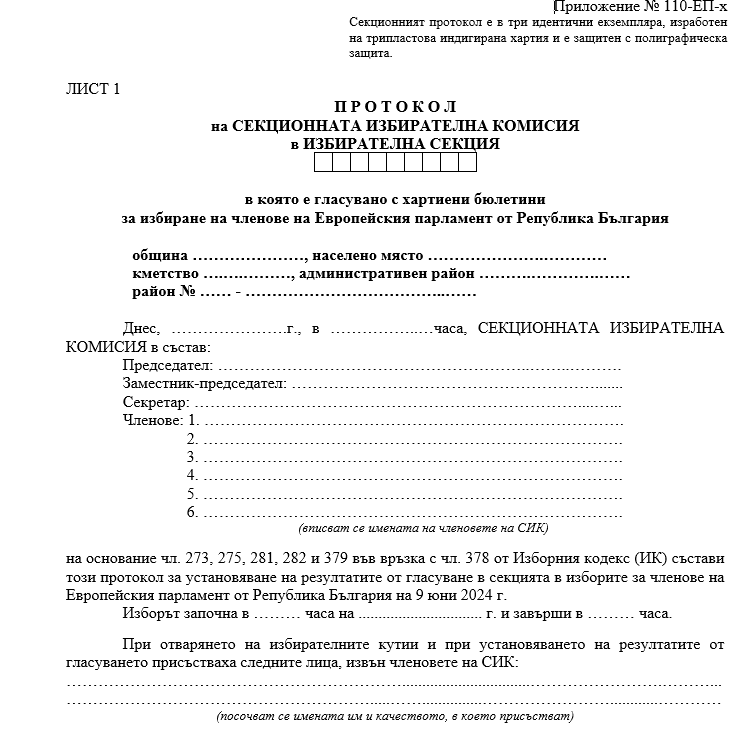 Приложение № 110-ЕП-х
Секционният протокол е в три идентични екземпляра, изработен
на трипластова индигирана хартия и е защитен с полиграфическа
защита.
ЛИСТ 1
П Р О Т О К О Л
на СЕКЦИОННАТА ИЗБИРАТЕЛНА КОМИСИЯ
в ИЗБИРАТЕЛНА СЕКЦИЯ
в която е гласувано с хартиени бюлетини
за избиране на членове на Европейския парламент от Република България
община …………………, населено място ………………….…………
кметство ……….……, административен район ……….………….……
район № …… - ……………………………….…..……
Днес, …………………г., в ……………..…часа, СЕКЦИОННАТА ИЗБИРАТЕЛНА
КОМИСИЯ в състав:
Председател: ……………………………………………………..………..……….
Заместник-председател: …………………………………………………….......
Секретар: ………………………………………………………………...…...
Членове: 1. ……………………………………………………………………….
2. ……………………………………………………………………….
3. ……………………………………………………………………….
4. ……………………………………………………………………….
5. ……………………………………………………………………….
6. ……………………………………………………………………….
(вписват се имената на членовете на СИК)
на основание чл. 273, 275, 281, 282 и 379 във връзка с чл. 378 от Изборния кодекс (ИК) състави
този протокол за установяване на резултатите от гласуване в секцията в изборите за членове на
Европейския парламент от Република България на 9 юни 2024 г.
Изборът започна в ……… часа на ................................ г. и завърши в ……… часа.
При отварянето на избирателните кутии и при установяването на резултатите от
гласуването присъстваха следните лица, извън членовете на СИК:
…………………………………………………………………………………………………………...
…………………………………………………………………………………………………………...
(посочват се имената им и качеството, в което присъстват)